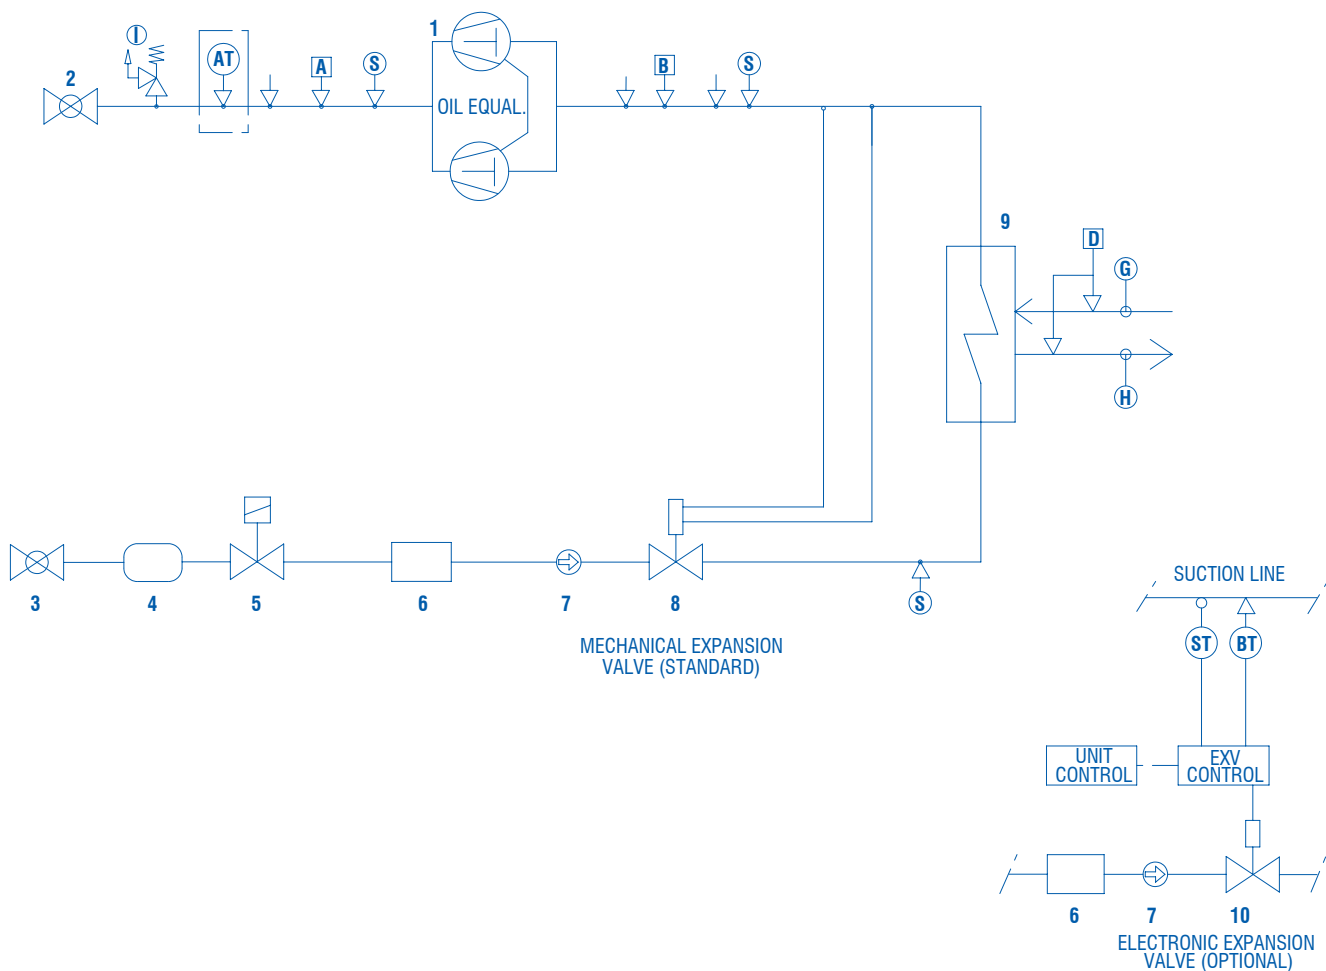 1
I
2
AT
A
S
OIL EQUAL.
B
S
9
D
G
H
3
4
5
6
7
8
S
MECHANICAL EXPANSION
VALVE (STANDARD)
SUCTION LINE
ST
BT
UNIT
CONTROL
EXV
CONTROL
6
7
10
ELECTRONIC EXPANSION
VALVE (OPTIONAL)